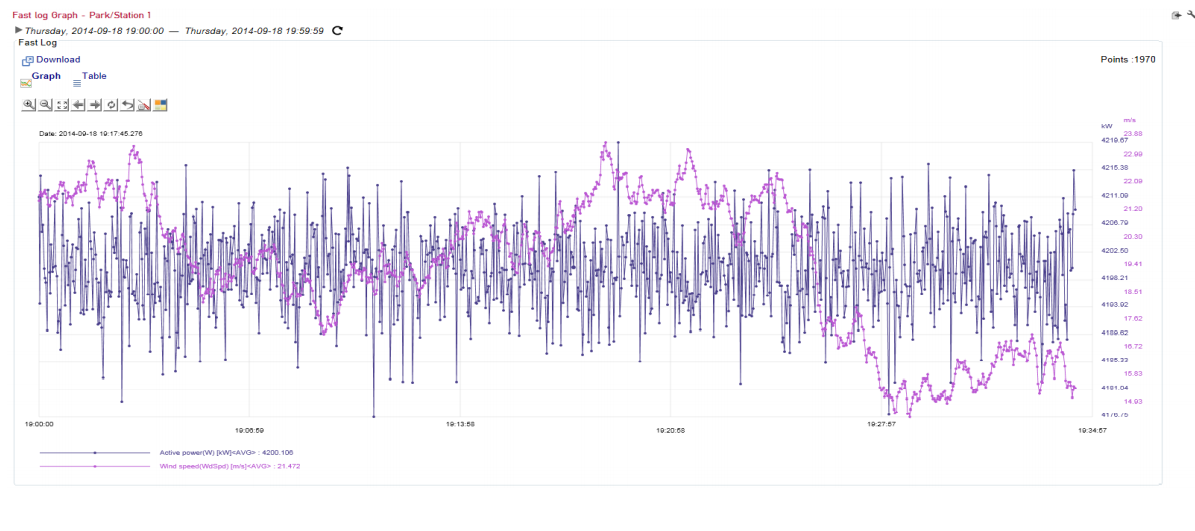 Fast log Graph - Park/Station 1
Thursday, 2014-09-18 19:00:00 — Thursday, 2014-09-18 19:59:59
Fast Log
Download
Points :1970
Graph Table
Date: 2014-09-18 19:17:45.276
kW m/s
4219.67 23.88
4215.38 22.99
4211.09 22.09
4206.79 21.20
4202.50 20.30
4198.21 19.41
4193.92 18.51
4189.62 17.62
4185.33 16.72
4181.04 15.83
4176.75 14.93
19:00:00 19:06:59 19:13:58 19:20:58 19:27:57 19:34:57
Active power(W) [kW]<AVG> : 4200.106
Wind speed(WdSpd) [m/s]<AVG> : 21.472